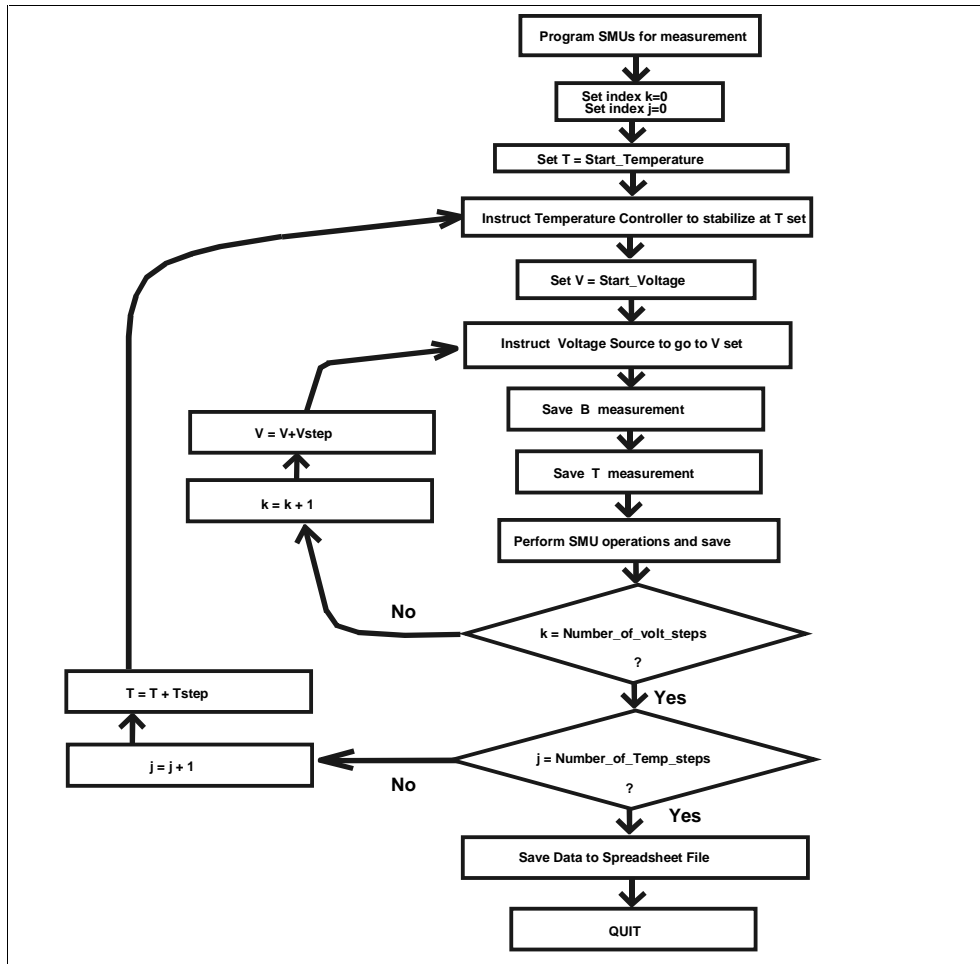 Program SMUs for measurement
Set index k=0
Set index j=0
Set T = Start_Temperature
Instruct Temperature Controller to stabilize at T set
Set V = Start_Voltage
Instruct Voltage Source to go to V set
Save B measurement
V = V+Vstep
Save T measurement
k = k + 1
Perform SMU operations and save
No
k = Number_of_volt_steps
?
Yes
T = T + Tstep
j = Number_of_Temp_steps
j = j + 1
?
No
Yes
Save Data to Spreadsheet File
QUIT